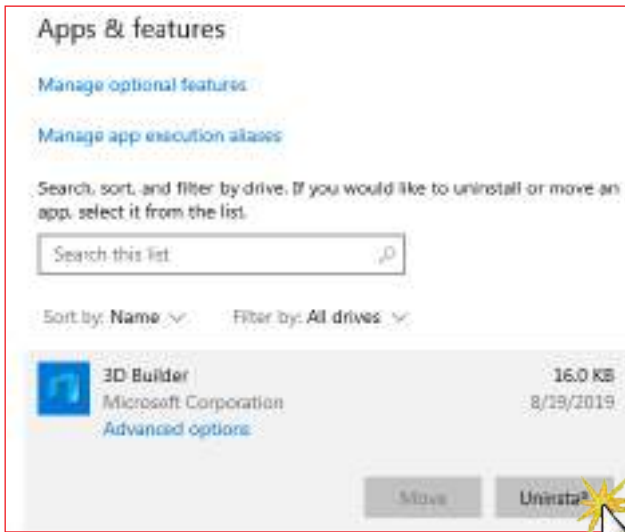 Apps & features
Manage optional features
Manage app execution aliases
Search, sort, and filter by drive. If you would like to uninstall or move an
app, select it from the list.
Search this list
Sort by: Name Filter by: All drives
3D Builder 16.0 KB
Microsoft Corporation 8/19/2019
Advanced options
Move Uninstall